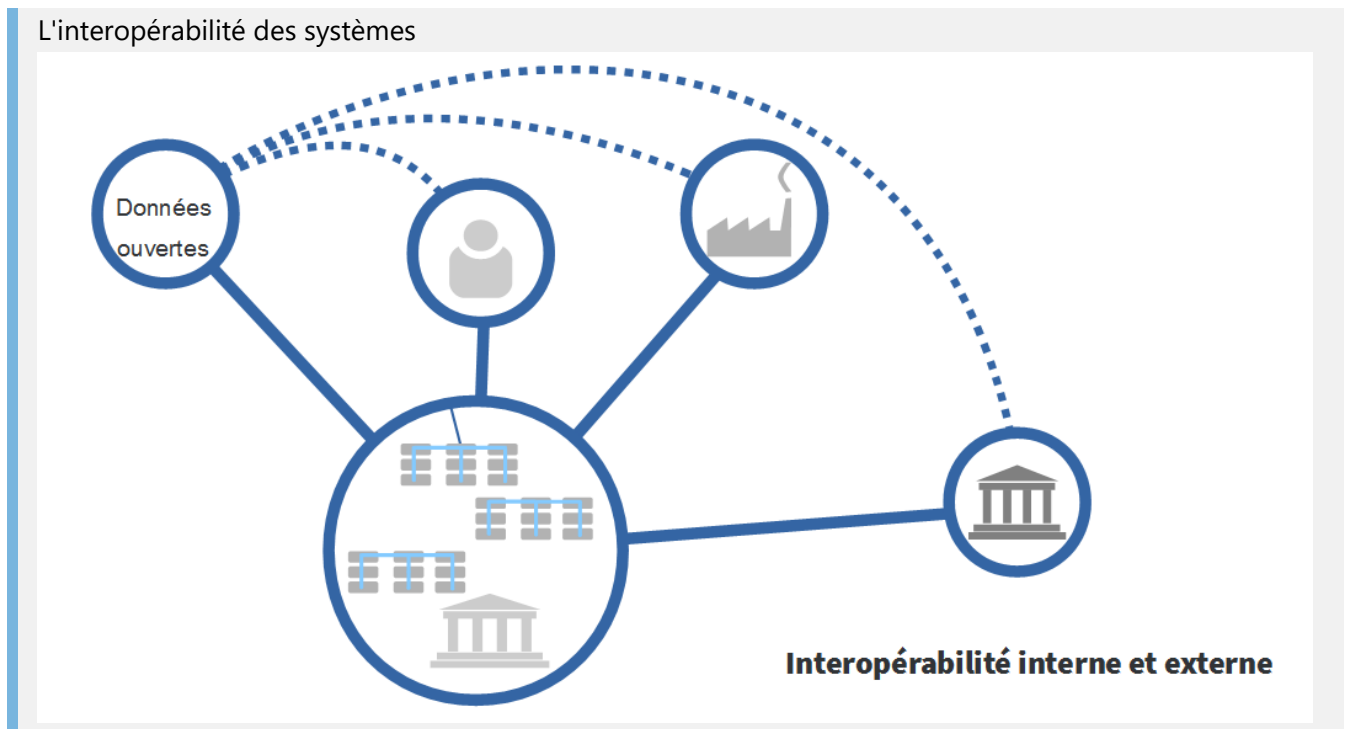 L'interopérabilité des systèmes
Données
ouvertes
Interopérabilité interne et externe